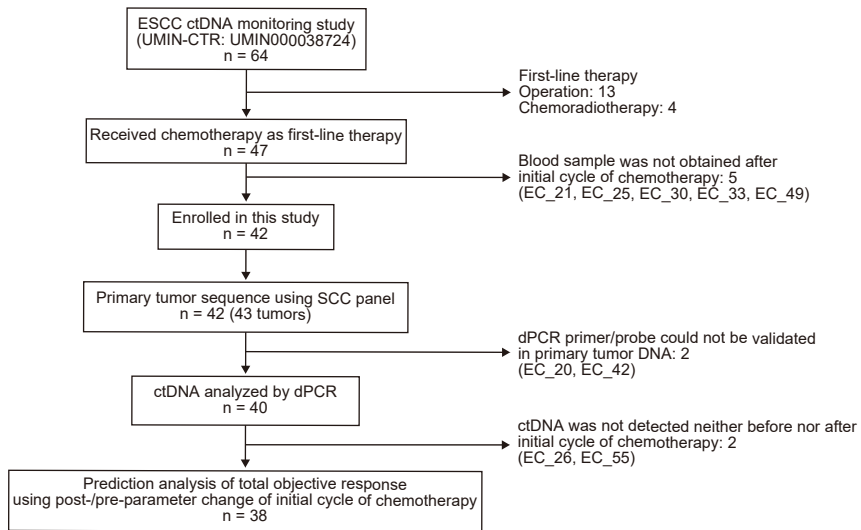 ESCC ctDNA monitoring study
(UMIN-CTR: UMIN000038724)
n = 64
First-line therapy
Operation: 13
Chemoradiotherapy: 4
Received chemotherapy as first-line therapy
n = 47
Blood sample was not obtained after
initial cycle of chemotherapy: 5
(EC_21, EC_25, EC_30, EC_33, EC_49)
Enrolled in this study
n = 42
Primary tumor sequence using SCC panel
n = 42 (43 tumors)
dPCR primer/probe could not be validated
in primary tumor DNA: 2
(EC_20, EC_42)
ctDNA analyzed by dPCR
n = 40
ctDNA was not detected neither before nor after
initial cycle of chemotherapy: 2
(EC_26, EC_55)
Prediction analysis of total objective response
using post-/pre-parameter change of initial cycle of chemotherapy
n = 38